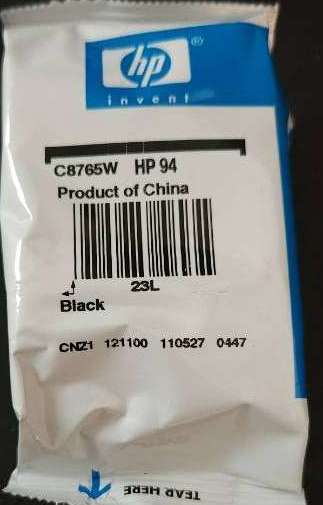 hp®
invent
C8765W HP 94
Product of China
23L
Black
CNZ1 121100 110527 0447
TEAR HERE